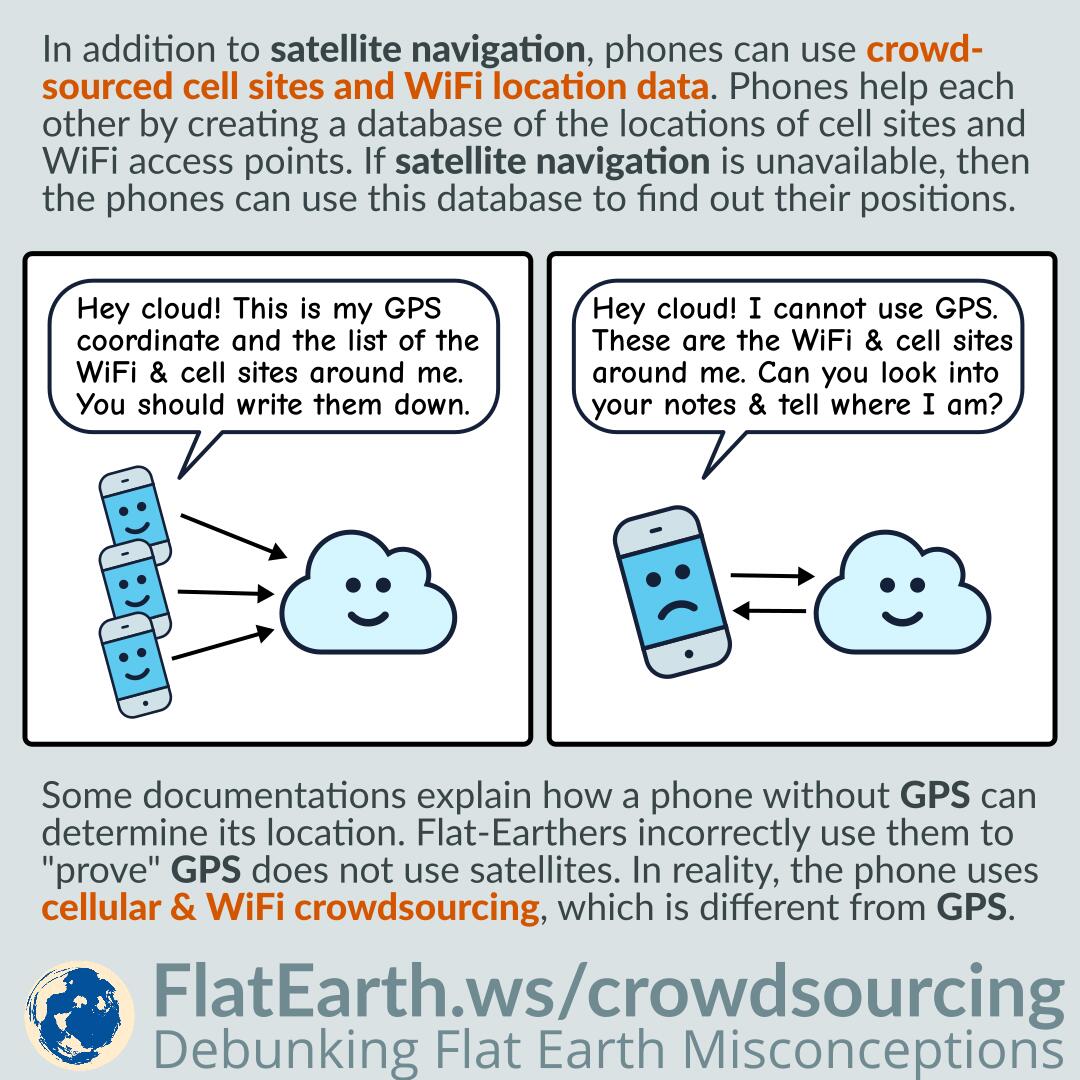 In addition to satellite navigation, phones can use crowd-
sourced cell sites and WiFi location data. Phones help each
other by creating a database of the locations of cell sites and
WiFi access points. If satellite navigation is unavailable, then
the phones can use this database to find out their positions.
Hey cloud! This is my GPS
coordinate and the list of the
WiFi & cell sites around me.
You should write them down.
Hey cloud! I cannot use GPS.
These are the WiFi & cell sites
around me. Can you look into
your notes & tell where I am?
Some documentations explain how a phone without GPS can
determine its location. Flat-Earthers incorrectly use them to
"prove" GPS does not use satellites. In reality, the phone uses
cellular & WiFi crowdsourcing, which is different from GPS.
FlatEarth.ws/crowdsourcing
Debunking Flat Earth Misconceptions